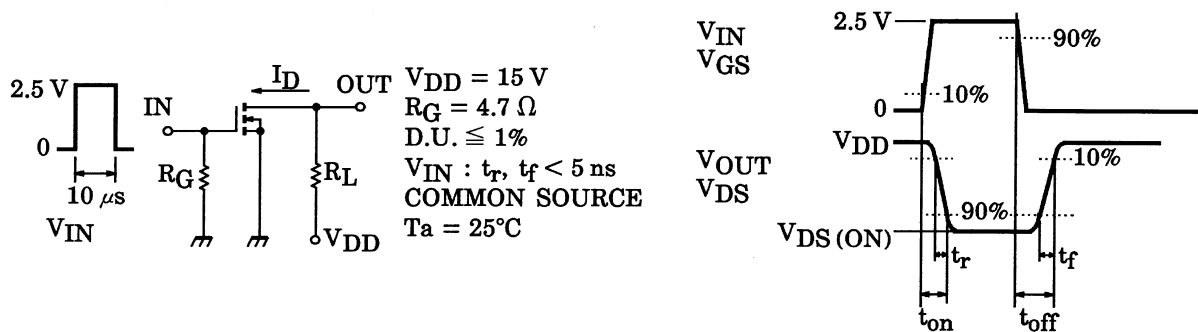 2.5 V
0
10 μs
VIN
IN
RG
ID
OUT
RL
VDD
VDD = 15 V
RG = 4.7 Ω
D.U. ≦ 1%
VIN : tr, tf < 5 ns
COMMON SOURCE
Ta = 25°C
VIN
VGS
2.5 V
90%
10%
0
VDD
VOUT
VDS
10%
90%
VDS (ON)
tr
tf
ton
toff